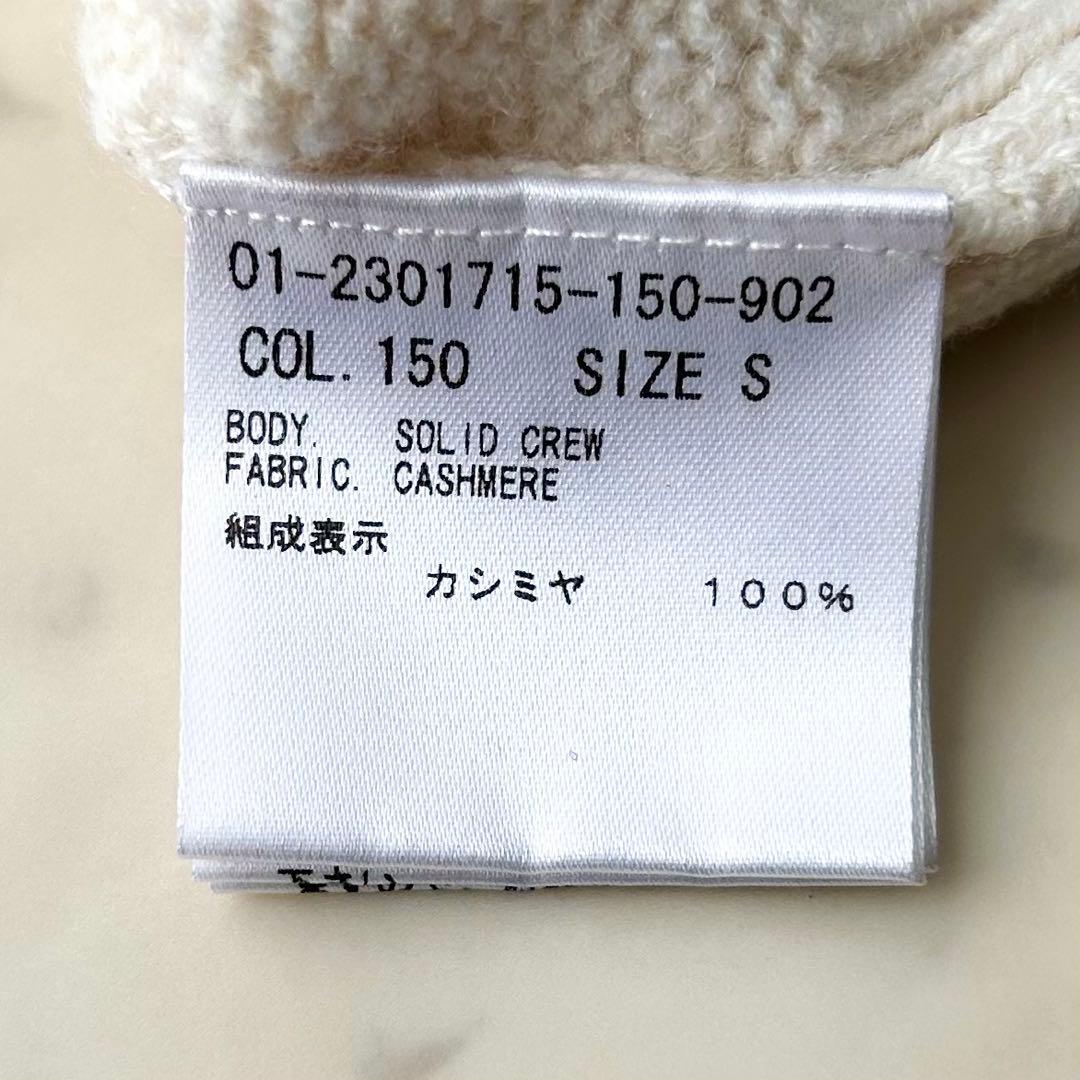 01-2301715-150-902
COL. 150 SIZE S
BODY. SOLID CREW
FABRIC. CASHMERE
組成表示
カシミヤ 100%